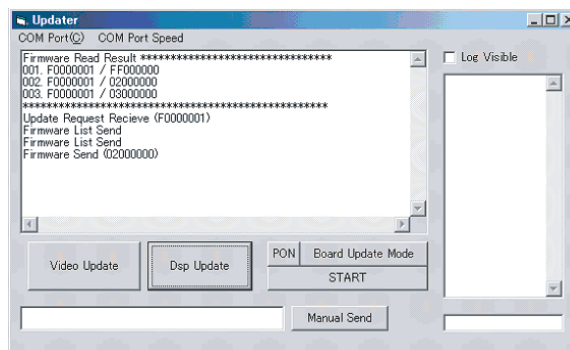 Updater
COM Port(C) COM Port Speed
Firmware Read Result ********************************
001. F0000001 / FF000000
002. F0000001 / 02000000
003. F0000001 / 03000000
***************************************************
Update Request Recieve (F0000001)
Firmware List Send
Firmware List Send
Firmware Send (02000000)
Log Visible
Video Update
Dsp Update
PON
Board Update Mode
START
Manual Send